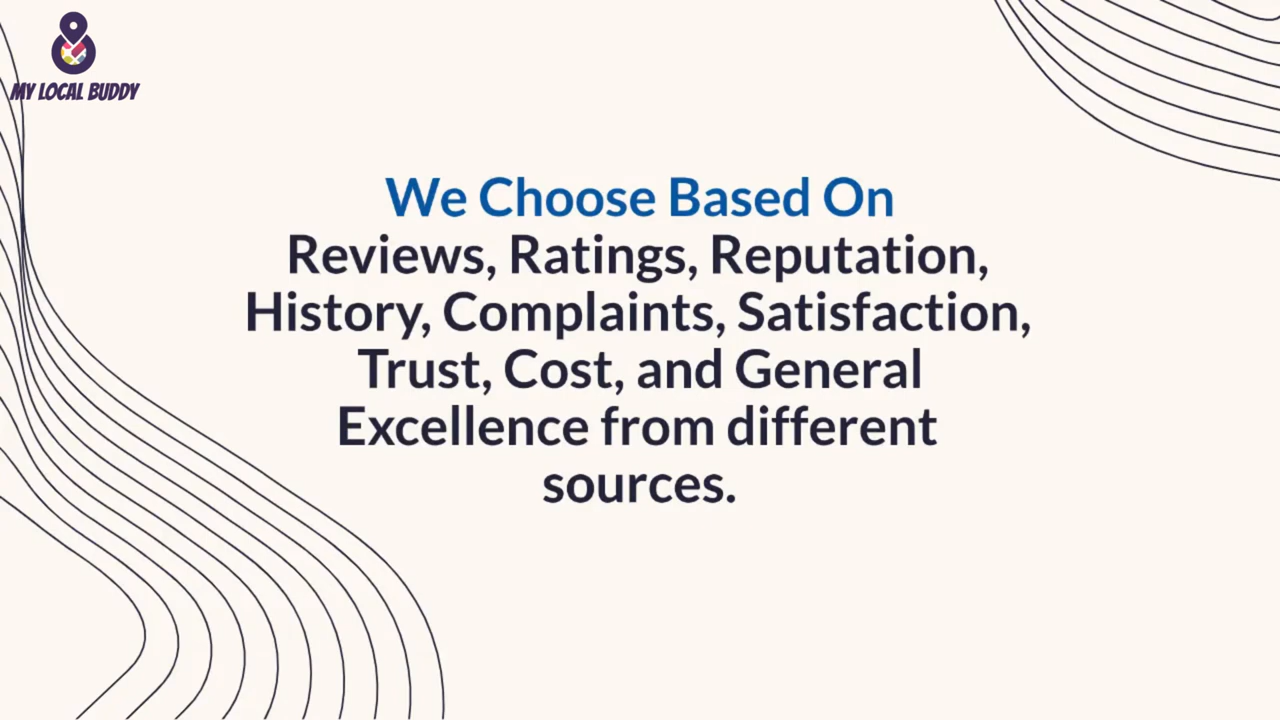 MY LOCAL BUDDY
We Choose Based On
Reviews, Ratings, Reputation,
History, Complaints, Satisfaction,
Trust, Cost, and General
Excellence from different
sources.